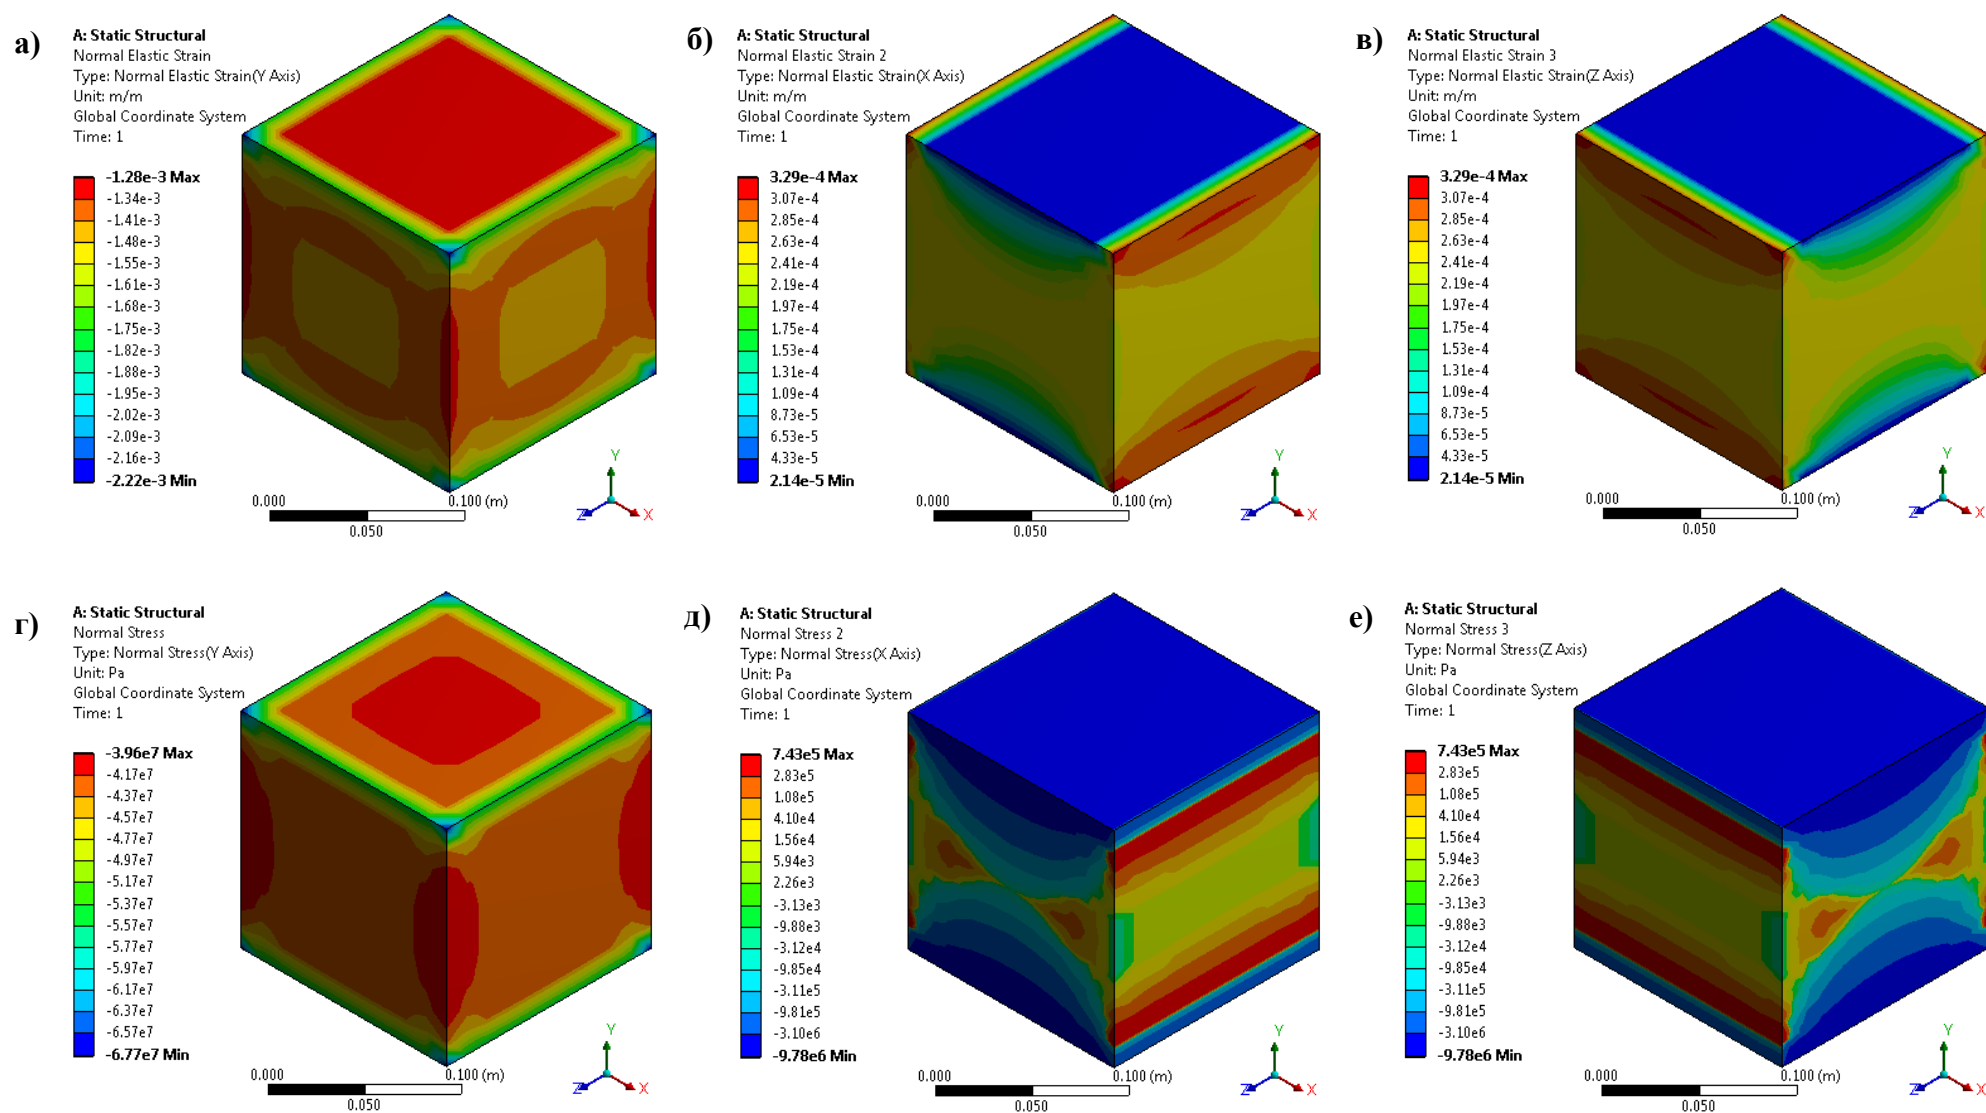 а)
A: Static Structural
Normal Elastic Strain
Type: Normal Elastic Strain(Y Axis)
Unit: m/m
Global Coordinate System
Time: 1
-1.28e-3 Max
-1.34e-3
-1.41e-3
-1.48e-3
-1.55e-3
-1.61e-3
-1.68e-3
-1.75e-3
-1.82e-3
-1.88e-3
-1.95e-3
-2.02e-3
-2.09e-3
-2.16e-3
-2.22e-3 Min
0.000
0.100 (m)
0.050
Y
Z
X
б)
A: Static Structural
Normal Elastic Strain 2
Type: Normal Elastic Strain(X Axis)
Unit: m/m
Global Coordinate System
Time: 1
3.29e-4 Max
3.07e-4
2.85e-4
2.63e-4
2.41e-4
2.19e-4
1.97e-4
1.75e-4
1.53e-4
1.31e-4
1.09e-4
8.73e-5
6.53e-5
4.33e-5
2.14e-5 Min
0.000
0.100 (m)
0.050
Y
Z
X
в)
A: Static Structural
Normal Elastic Strain 3
Type: Normal Elastic Strain(Z Axis)
Unit: m/m
Global Coordinate System
Time: 1
3.29e-4 Max
3.07e-4
2.85e-4
2.63e-4
2.41e-4
2.19e-4
1.97e-4
1.75e-4
1.53e-4
1.31e-4
1.09e-4
8.73e-5
6.53e-5
4.33e-5
2.14e-5 Min
0.000
0.100 (m)
0.050
Y
Z
X
г)
A: Static Structural
Normal Stress
Type: Normal Stress(Y Axis)
Unit: Pa
Global Coordinate System
Time: 1
-3.96e7 Max
-4.17e7
-4.37e7
-4.57e7
-4.77e7
-4.97e7
-5.17e7
-5.37e7
-5.57e7
-5.77e7
-5.97e7
-6.17e7
-6.37e7
-6.57e7
-6.77e7 Min
0.000
0.100 (m)
0.050
Y
Z
X
д)
A: Static Structural
Normal Stress 2
Type: Normal Stress(X Axis)
Unit: Pa
Global Coordinate System
Time: 1
7.43e5 Max
2.83e5
1.08e5
4.10e4
1.56e4
5.94e3
2.26e3
-3.13e3
-9.88e3
-3.12e4
-9.85e4
-3.11e5
-9.81e5
-3.10e6
-9.78e6 Min
0.000
0.100 (m)
0.050
Y
Z
X
е)
A: Static Structural
Normal Stress 3
Type: Normal Stress(Z Axis)
Unit: Pa
Global Coordinate System
Time: 1
7.43e5 Max
2.83e5
1.08e5
4.10e4
1.56e4
5.94e3
2.26e3
-3.13e3
-9.88e3
-3.12e4
-9.85e4
-3.11e5
-9.81e5
-3.10e6
-9.78e6 Min
0.000
0.100 (m)
0.050
Y
Z
X